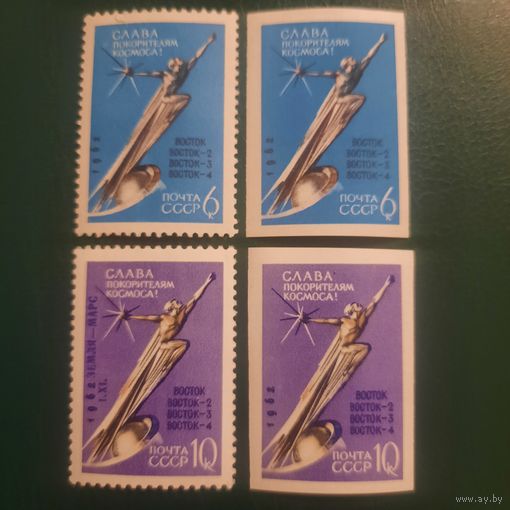 СЛАВА
ПОКОРИТЕЛЯМ
КОСМОСА!
1962
ВОСТОК
ВОСТОК-2
ВОСТОК-3
ВОСТОК-4
ПОЧТА
СССР 6К
СЛАВА
ПОКОРИТЕЛЯМ
КОСМОСА!
1962
ВОСТОК
ВОСТОК-2
ВОСТОК-3
ВОСТОК-4
ПОЧТА
СССР 6К
СЛАВА
ПОКОРИТЕЛЯМ
КОСМОСА!
1962 ЗЕМЛЯ—МАРС
1.XI.
ВОСТОК
ВОСТОК-2
ВОСТОК-3
ВОСТОК-4
ПОЧТА
СССР 10К
СЛАВА
ПОКОРИТЕЛЯМ
КОСМОСА!
1962
ВОСТОК
ВОСТОК-2
ВОСТОК-3
ВОСТОК-4
ПОЧТА
СССР 10К
© www.ay.by